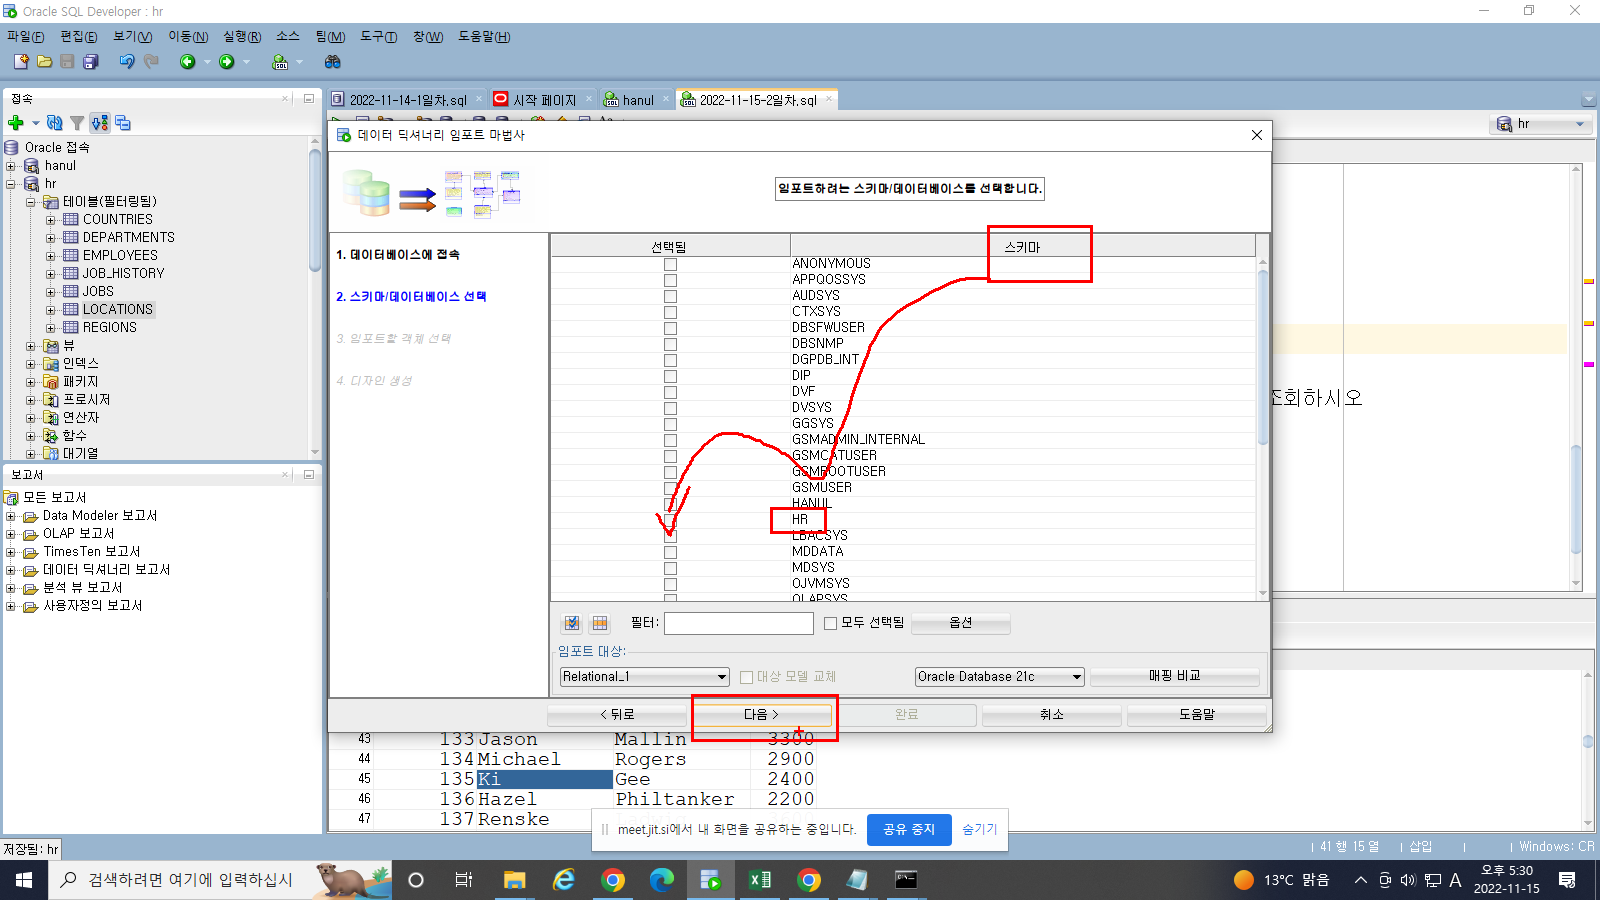 Oracle SQL Developer : hr
파일(F) 편집(E) 보기(V) 이동(N) 실행(R) 소스 팀(M) 도구(T) 창(W) 도움말(H)
접속
2022-11-14-1일차.sql 시작 페이지 hanul 2022-11-15-2일차.sql
hr
Oracle 접속
hanul
hr
테이블(필터링됨)
COUNTRIES
DEPARTMENTS
EMPLOYEES
JOB_HISTORY
JOBS
LOCATIONS
REGIONS
뷰
인덱스
패키지
프로시저
연산자
함수
대기열
보고서
모든 보고서
Data Modeler 보고서
OLAP 보고서
TimesTen 보고서
데이터 딕셔너리 보고서
분석 뷰 보고서
사용자정의 보고서
저장됨: hr
데이터 딕셔너리 임포트 마법사
임포트하려는 스키마/데이터베이스를 선택합니다.
1. 데이터베이스에 접속
2. 스키마/데이터베이스 선택
3. 임포트할 객체 선택
4. 디자인 생성
선택됨 스키마
ANONYMOUS
APPQOSSYS
AUDSYS
CTXSYS
DBSFWUSER
DBSNMP
DGPDB_INT
DIP
DVF
DVSYS
GGSYS
GSMADMIN_INTERNAL
GSMCATUSER
GSMROOTUSER
GSMUSER
HANUL
HR
LBACSYS
MDDATA
MDSYS
OJVMSYS
OLAPSYS
필터: 모두 선택됨 옵션
임포트 대상:
Relational_1 대상 모델 교체 Oracle Database 21c 매핑 비교
< 뒤로 다음 > 완료 취소 도움말
조회하시오
43 133 Jason Mallin 3300
44 134 Michael Rogers 2900
45 135 Ki Gee 2400
46 136 Hazel Philtanker 2200
47 137 Renske
meet.jit.si에서 내 화면을 공유하는 중입니다. 공유 중지 숨기기
41 행 15 열 삽입 Windows: CR
검색하려면 여기에 입력하십시
13°C 맑음 A 오후 5:30
2022-11-15